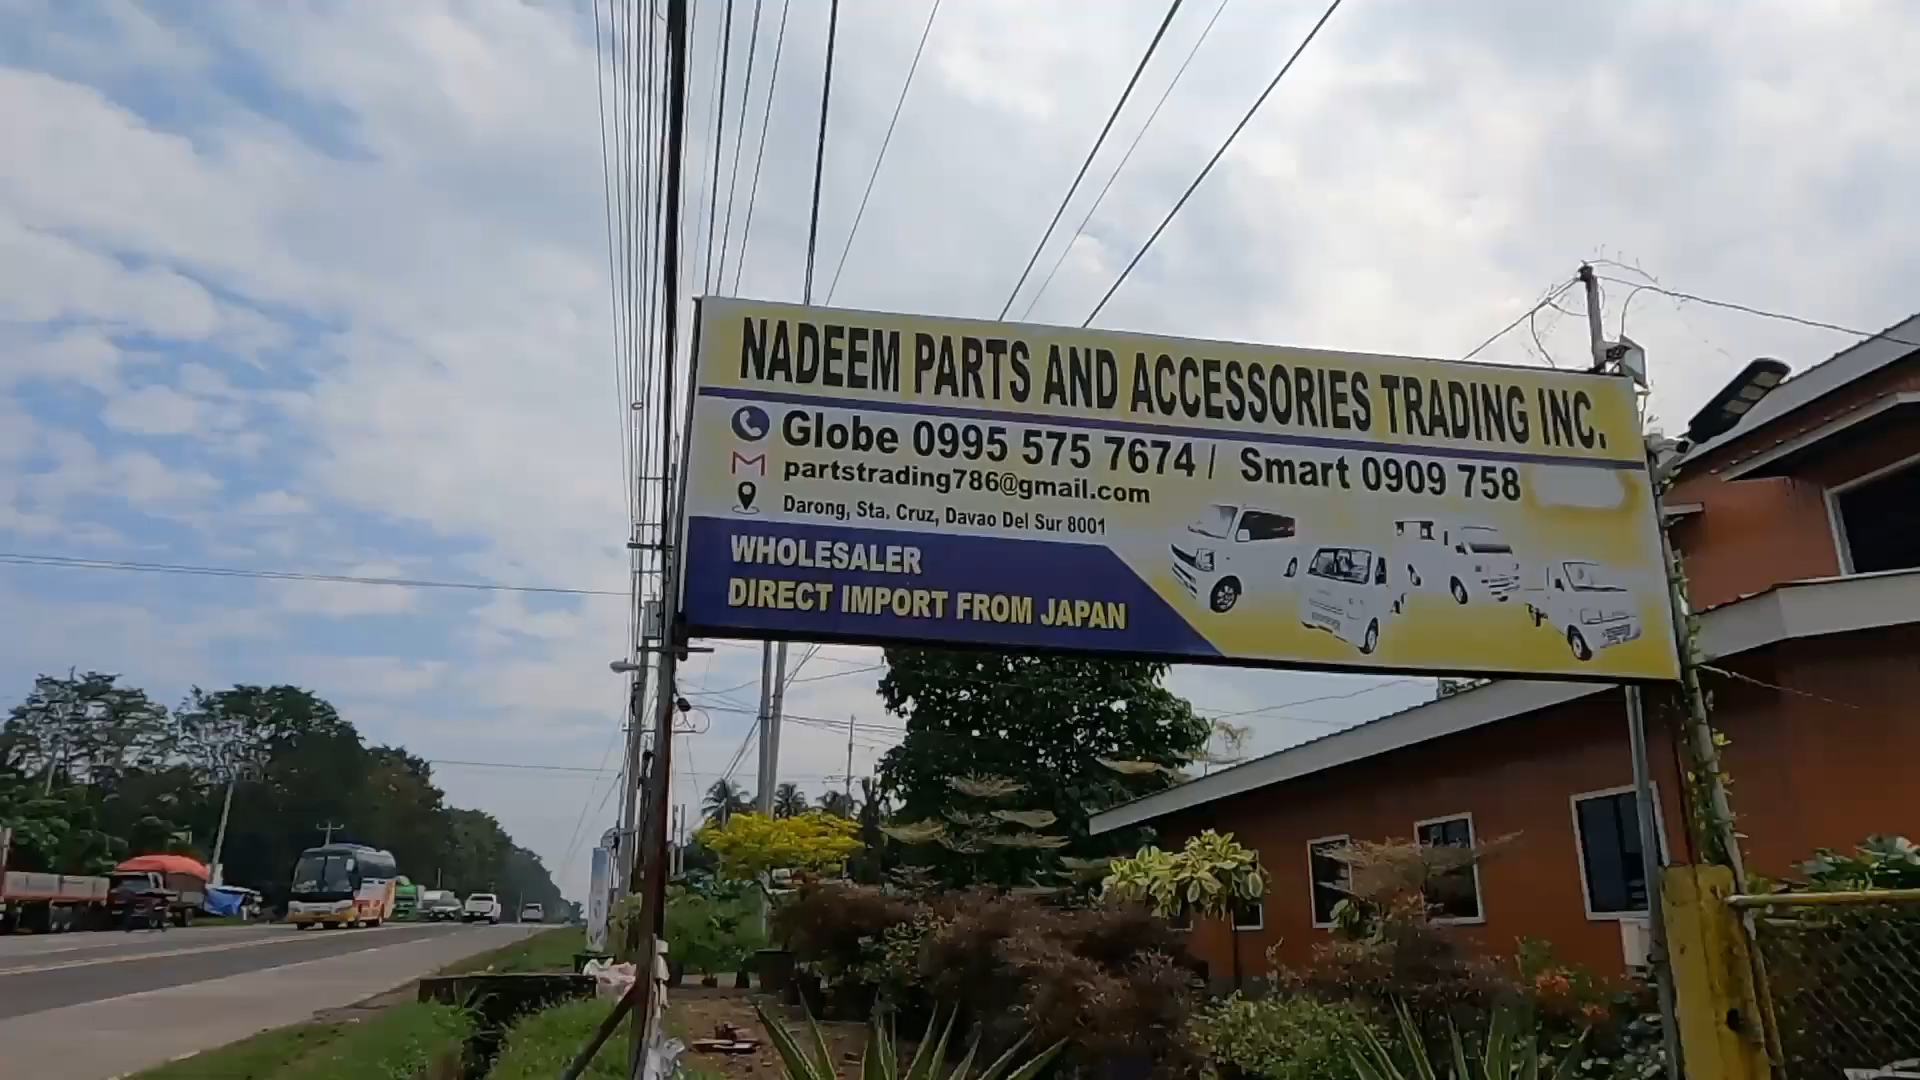 NADEEM PARTS AND ACCESSORIES TRADING INC.
Globe 0995 575 7674 / Smart 0909 758
partstrading786@gmail.com
Darong, Sta. Cruz, Davao Del Sur 8001
WHOLESALER
DIRECT IMPORT FROM JAPAN